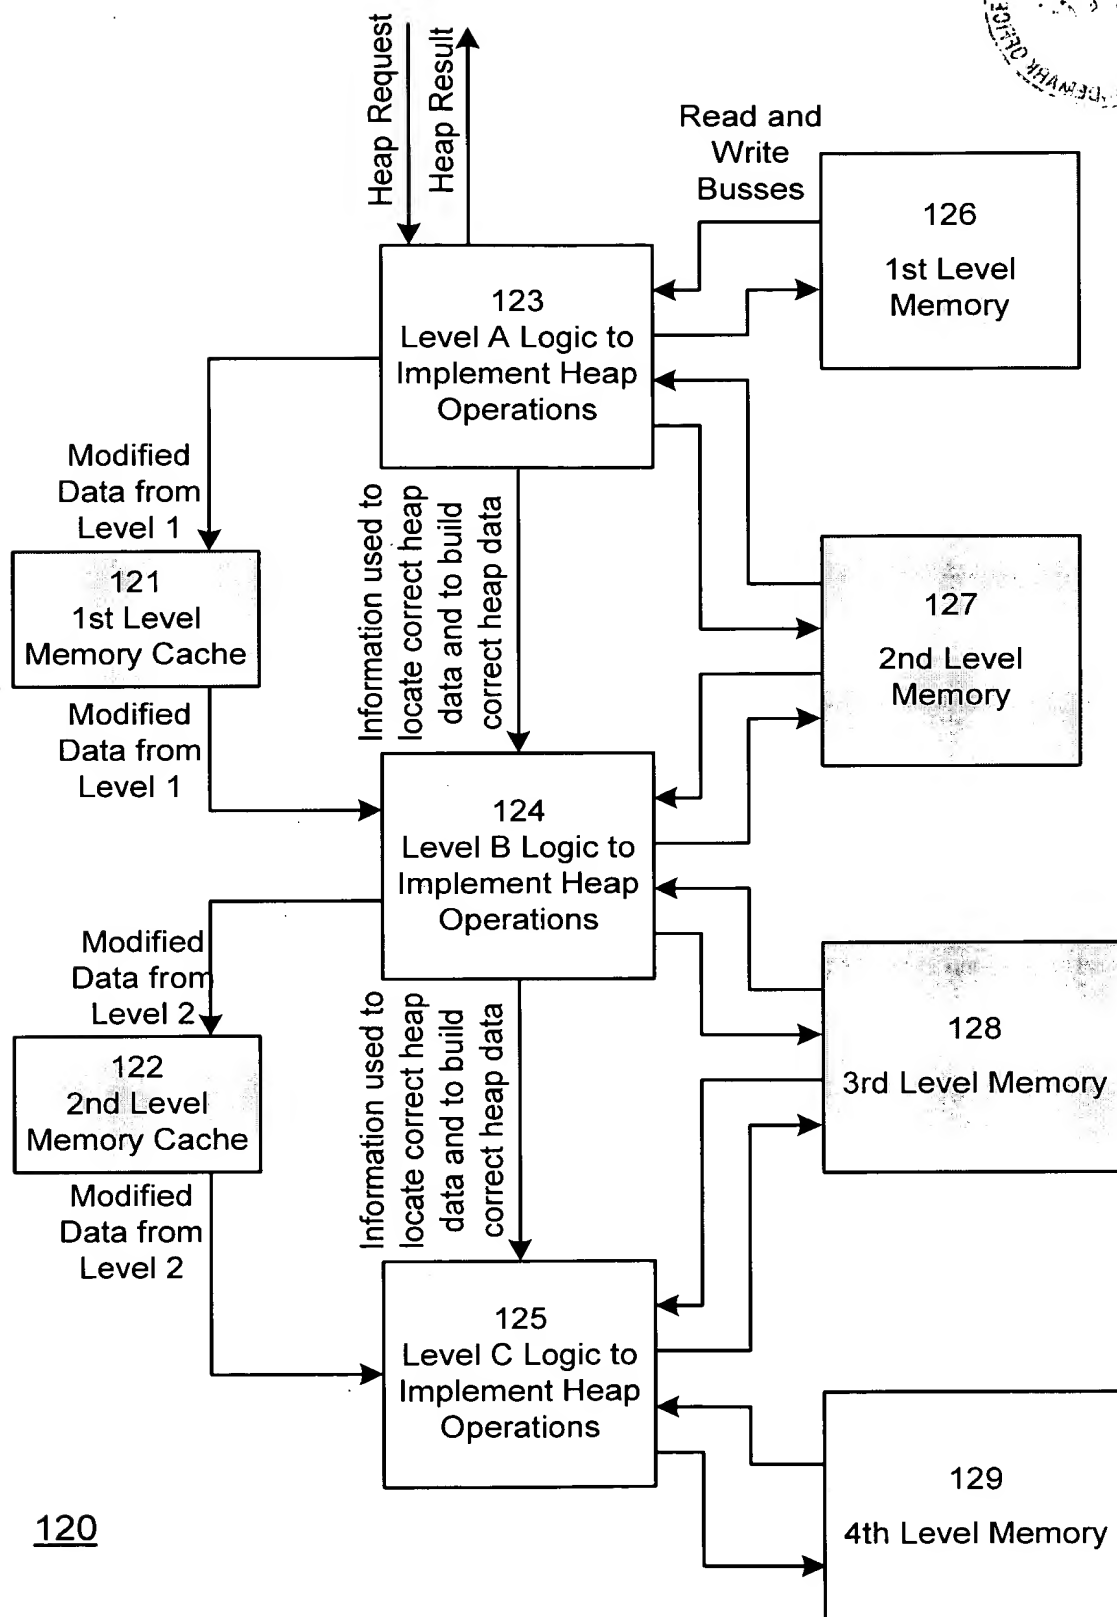 Heap Request
Heap Result
Read and
Write
Busses
126
1st Level
Memory
123
Level A Logic to
Implement Heap
Operations
Modified
Data from
Level 1
121
1st Level
Memory Cache
Modified
Data from
Level 1
Information used to
locate correct heap
data and to build
correct heap data
127
2nd Level
Memory
124
Level B Logic to
Implement Heap
Operations
Modified
Data from
Level 2
122
2nd Level
Memory Cache
Modified
Data from
Level 2
Information used to
locate correct heap
data and to build
correct heap data
128
3rd Level Memory
125
Level C Logic to
Implement Heap
Operations
129
4th Level Memory
120